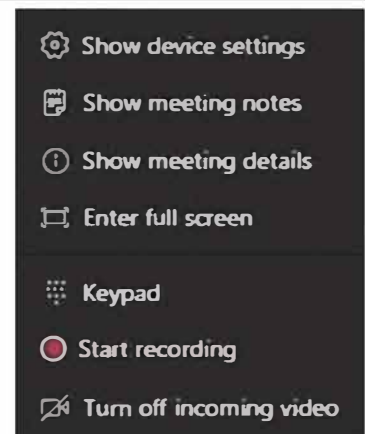 Show device settings
Show meeting notes
Show meeting details
Enter full screen
Keypad
Start recording
Turn off incoming video